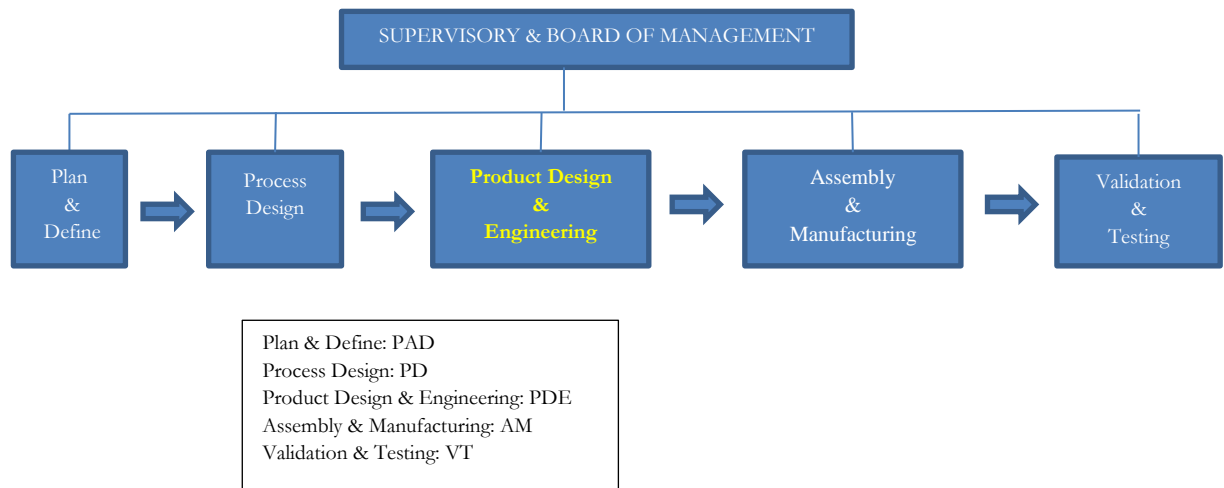 SUPERVISORY & BOARD OF MANAGEMENT
Plan
&
Define
Process
Design
Product Design
&
Engineering
Assembly
&
Manufacturing
Validation
&
Testing
Plan & Define: PAD
Process Design: PD
Product Design & Engineering: PDE
Assembly & Manufacturing: AM
Validation & Testing: VT